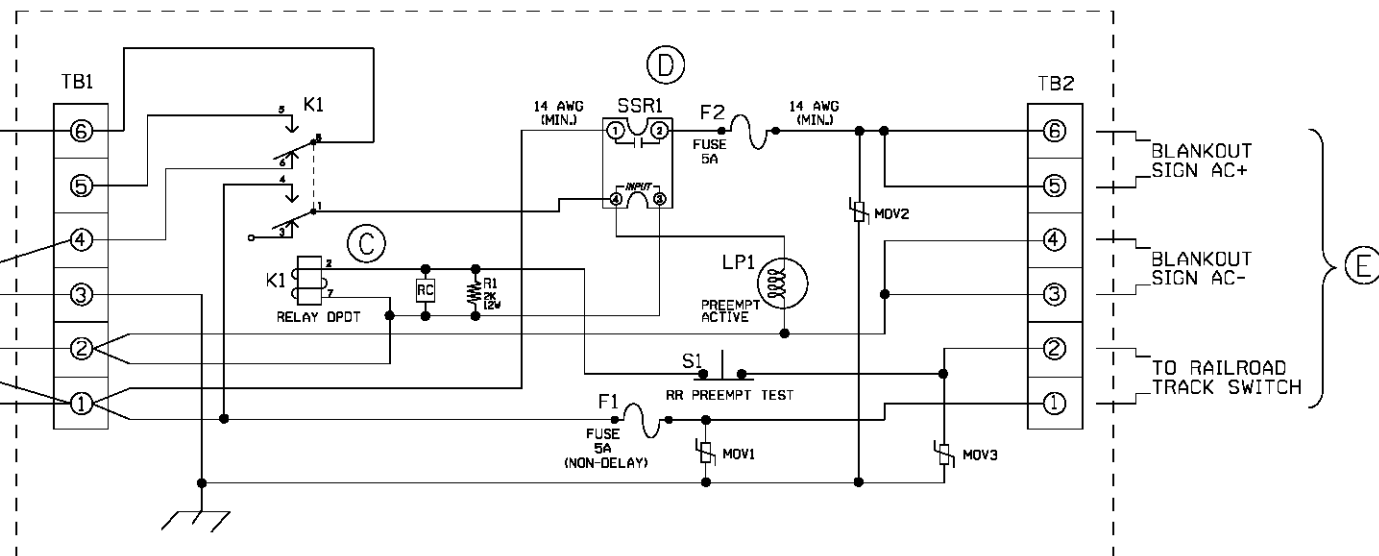 TB1
6
5
4
3
2
1
K1
5
8
6
4
1
3
C
K1
2
7
RELAY DPDT
RC
R1
2K
12W
14 AWG
(MIN.)
SSR1
1
2
INPUT
4
3
D
F2
FUSE
5A
14 AWG
(MIN.)
LP1
PREEMPT
ACTIVE
MOV2
S1
RR PREEMPT TEST
F1
FUSE
5A
(NON-DELAY)
MOV1
MOV3
TB2
6
5
4
3
2
1
BLANKOUT
SIGN AC+
BLANKOUT
SIGN AC-
TO RAILROAD
TRACK SWITCH
E